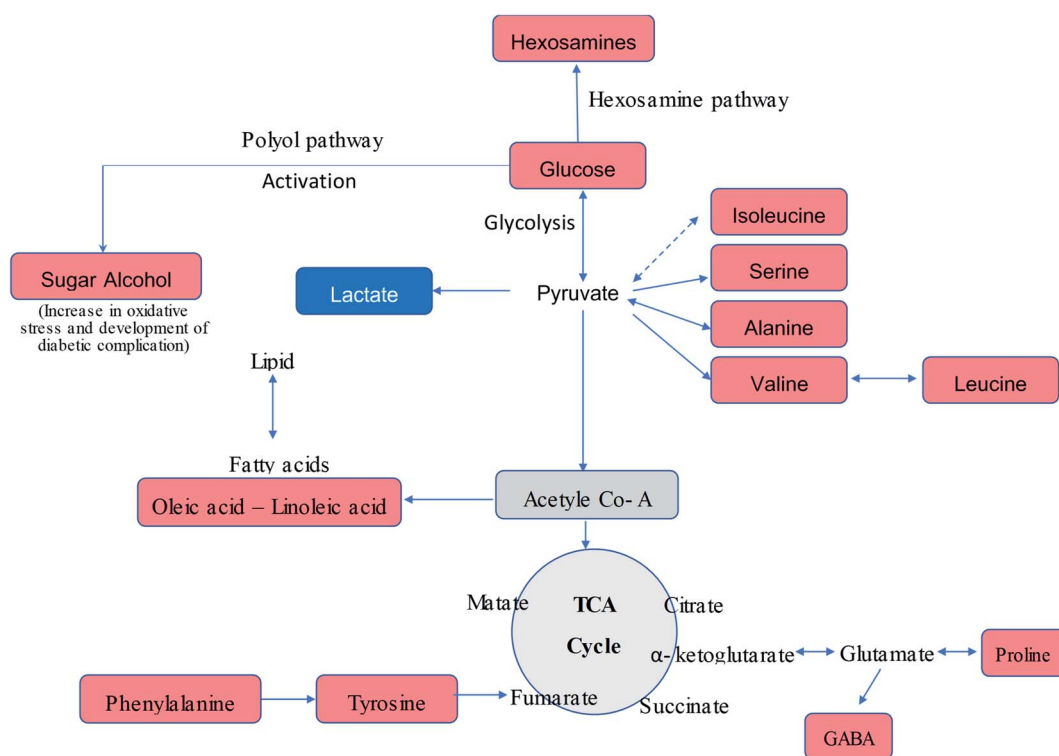 Hexosamines
Hexosamine pathway
Polyol pathway
Glucose
Activation
Glycolysis
Isoleucine
Serine
Sugar Alcohol
(Increase in oxidative
stress and development of
diabetic complication)
Lactate
Pyruvate
Alanine
Valine
Leucine
Lipid
Fatty acids
Oleic acid – Linoleic acid
Acetyle Co- A
Matate
TCA
Cycle
Citrate
α- ketoglutarate
Glutamate
Proline
Phenylalanine
Tyrosine
Fumarate
Succinate
GABA